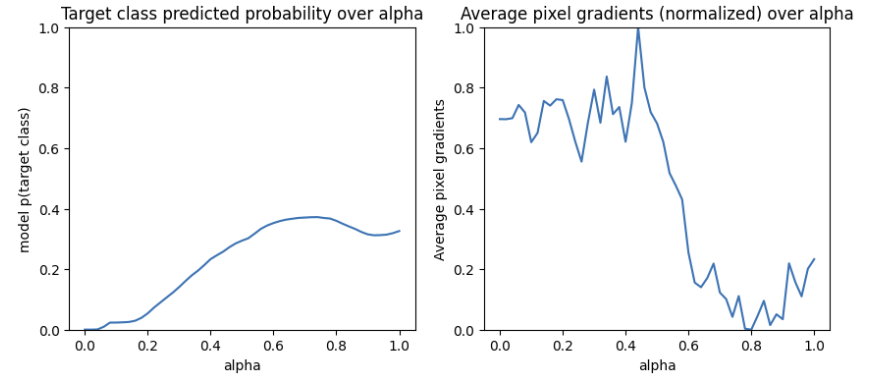 Target class predicted probability over alpha
model p(target class)
1.0
0.8
0.6
0.4
0.2
0.0
0.0 0.2 0.4 0.6 0.8 1.0
alpha
Average pixel gradients (normalized) over alpha
Average pixel gradients
1.0
0.8
0.6
0.4
0.2
0.0
0.0 0.2 0.4 0.6 0.8 1.0
alpha